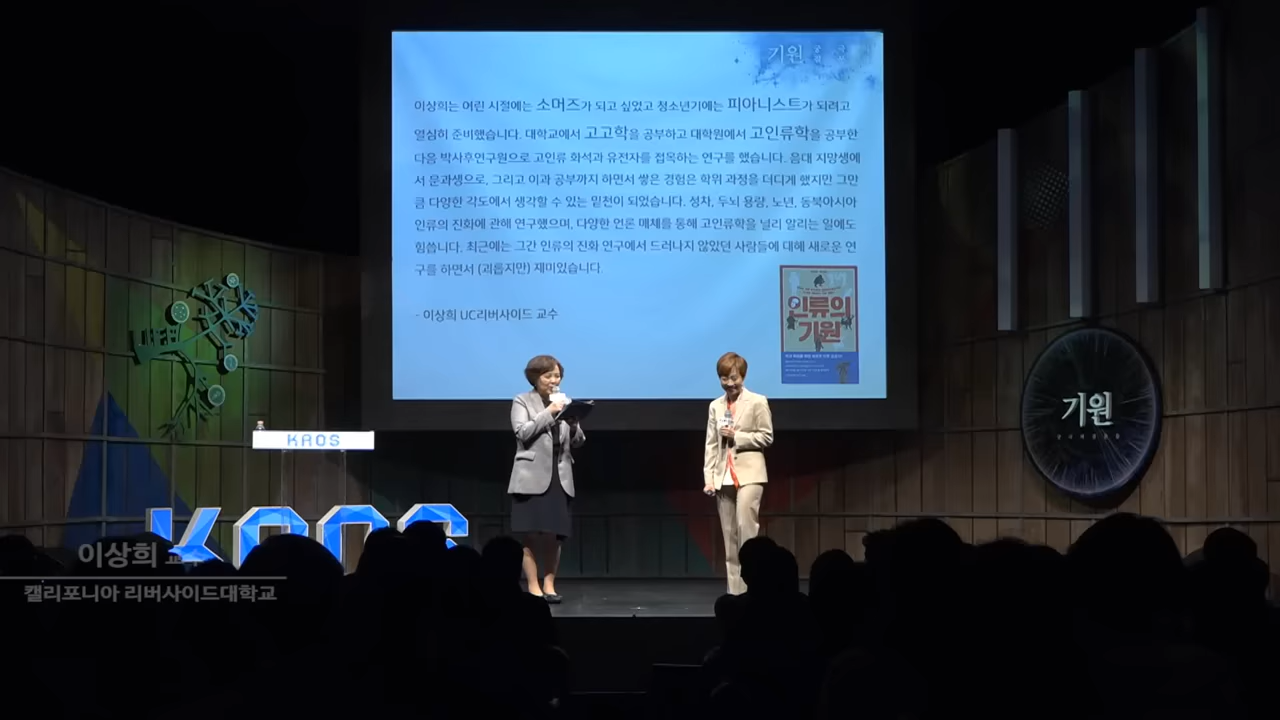 기원
이상희는 어린 시절에는 소머즈가 되고 싶었고 청소년기에는 피아니스트가 되려고
열심히 준비했습니다. 대학교에서 고고학을 공부하고 대학원에서 고인류학을 공부한
다음 박사후연구원으로 고인류 화석과 유전자를 접목하는 연구를 했습니다. 음대 지망생에
서 문과생으로, 그리고 이과 공부까지 하면서 쌓은 경험은 학위 과정을 더디게 했지만 그만
큼 다양한 각도에서 생각할 수 있는 밑천이 되었습니다. 성차, 두뇌 용량, 노년, 동북아시아
인류의 진화에 관해 연구했으며, 다양한 언론 매체를 통해 고인류학을 널리 알리는 일에도
힘씁니다. 최근에는 그간 인류의 진화 연구에서 드러나지 않았던 사람들에 대해 새로운 연
구를 하면서 (괴롭지만) 재미있습니다.
- 이상희 UC리버사이드 교수
인류의
기원
기원
KAOS
KAOS
이상희 교수
캘리포니아 리버사이드대학교